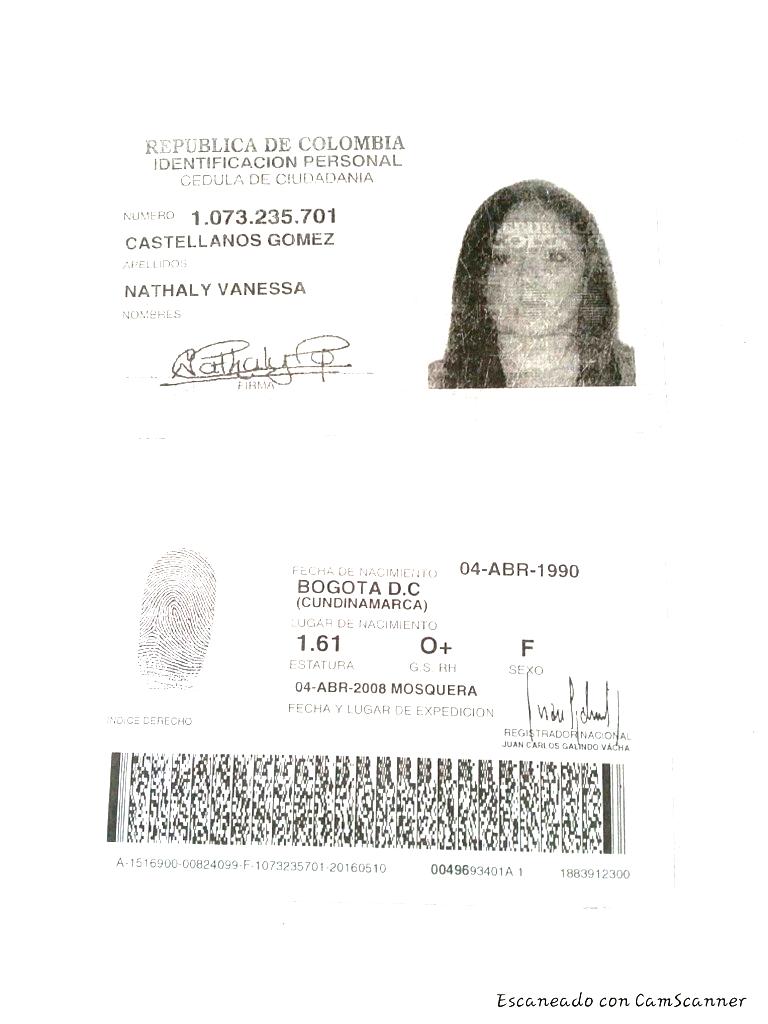 REPUBLICA DE COLOMBIA
IDENTIFICACION PERSONAL
CEDULA DE CIUDADANIA
NUMERO 1.073.235.701
CASTELLANOS GOMEZ
APELLIDOS
NATHALY VANESSA
NOMBRES
Nathaly
FIRMA
FECHA DE NACIMIENTO 04-ABR-1990
BOGOTA D.C
(CUNDINAMARCA)
LUGAR DE NACIMIENTO
1.61 O+ F
ESTATURA G.S. RH SEXO
04-ABR-2008 MOSQUERA
FECHA Y LUGAR DE EXPEDICION
INDICE DERECHO
REGISTRADOR NACIONAL
JUAN CARLOS GALINDO VACHA
A-1516900-00824099-F-1073235701-20160510 0049693401A 1 1883912300
Escaneado con CamScanner